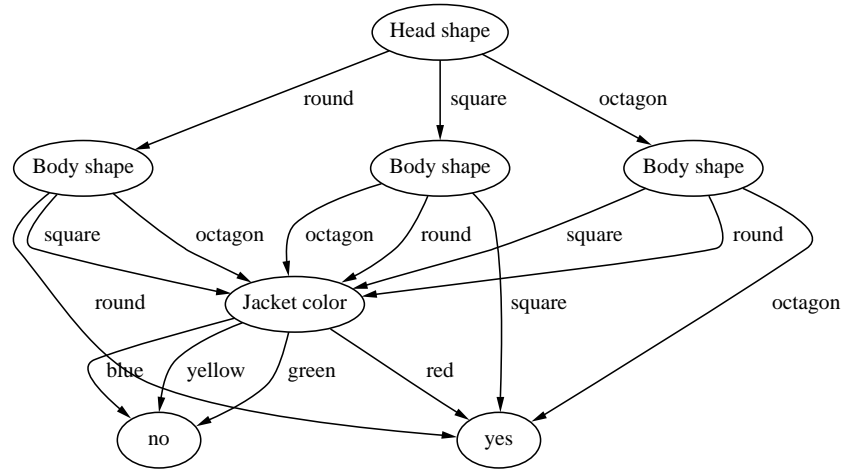 Head shape
round
square
octagon
Body shape
Body shape
Body shape
square
octagon
octagon
round
square
round
round
Jacket color
square
octagon
blue
yellow
green
red
no
yes